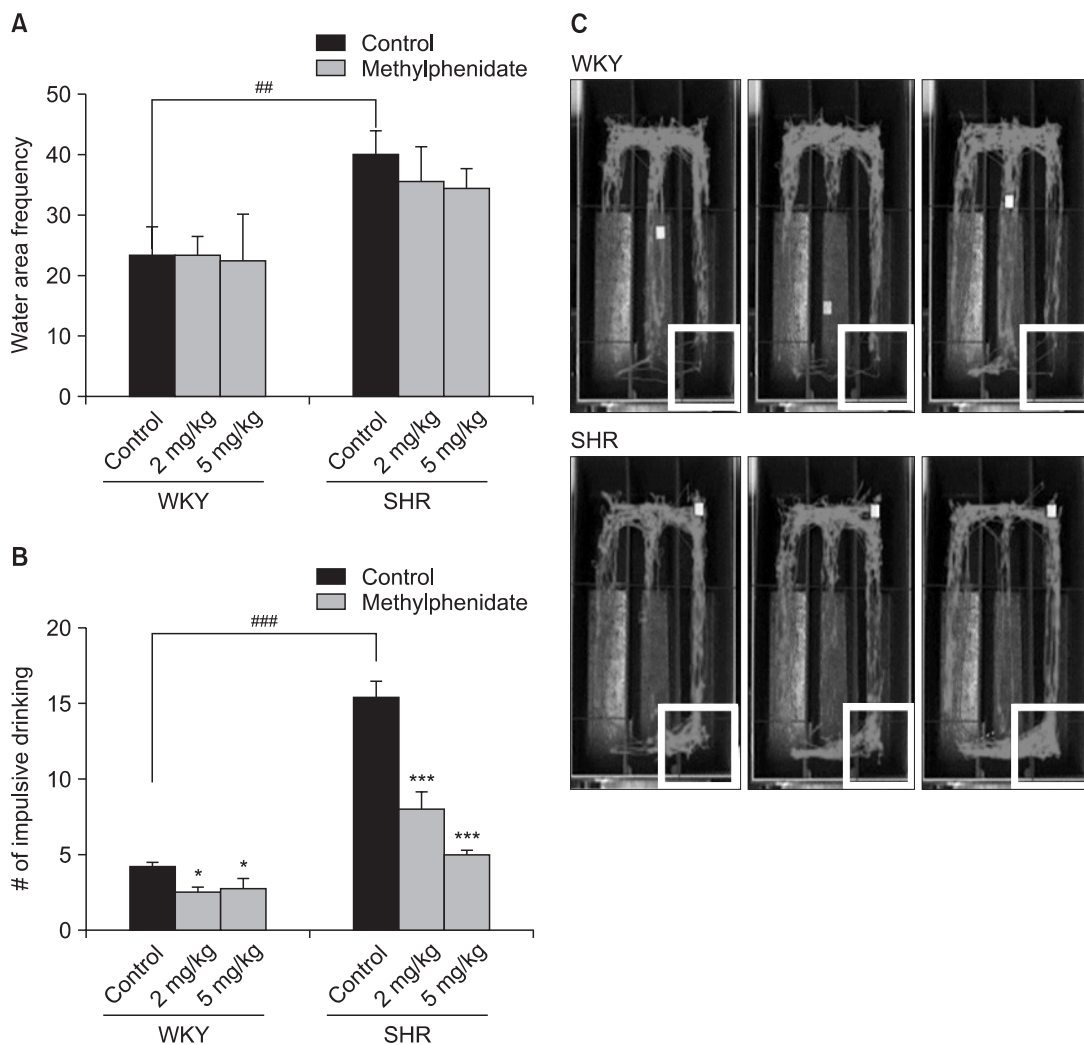 A
Control
Methylphenidate
Water area frequency
50
40
30
20
10
0
##
Control
2 mg/kg
5 mg/kg
Control
2 mg/kg
5 mg/kg
WKY
SHR
B
Control
Methylphenidate
# of impulsive drinking
20
15
10
5
0
###
*
*
***
***
Control
2 mg/kg
5 mg/kg
Control
2 mg/kg
5 mg/kg
WKY
SHR
C
WKY
SHR